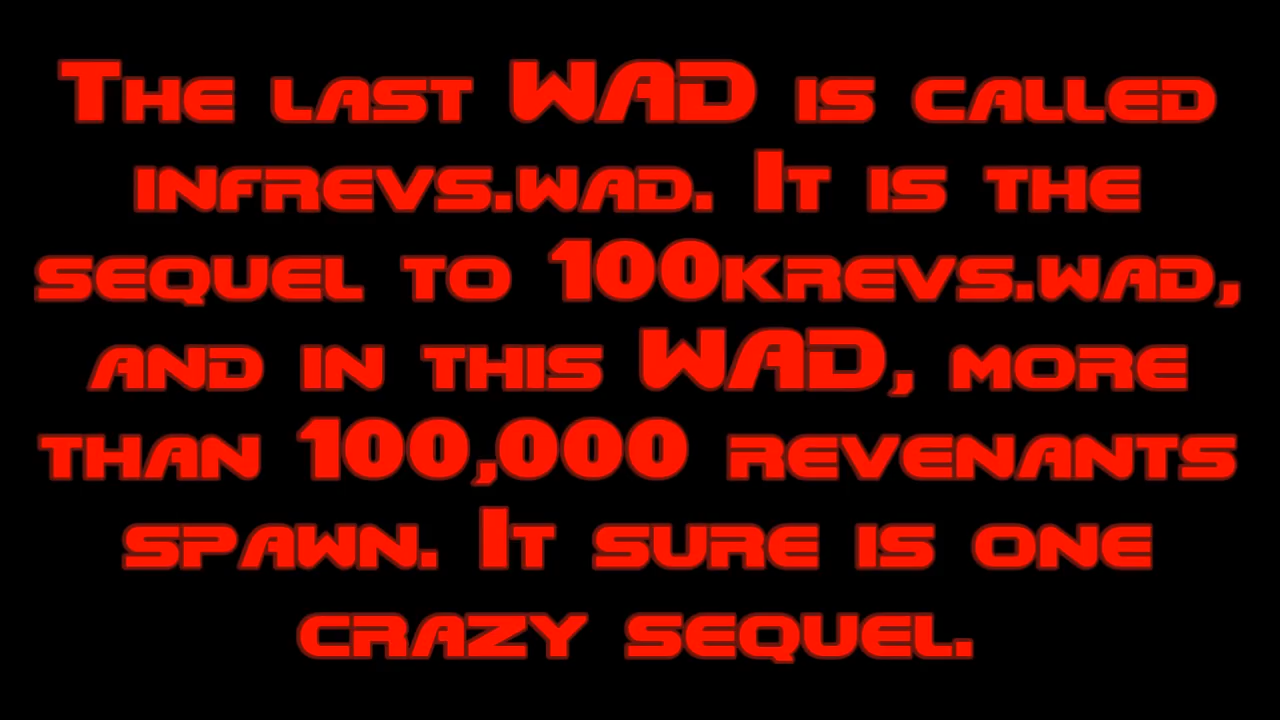 The last WAD is called
infrevs.wad. It is the
sequel to 100krevs.wad,
and in this WAD, more
than 100,000 revenants
spawn. It sure is one
crazy sequel.